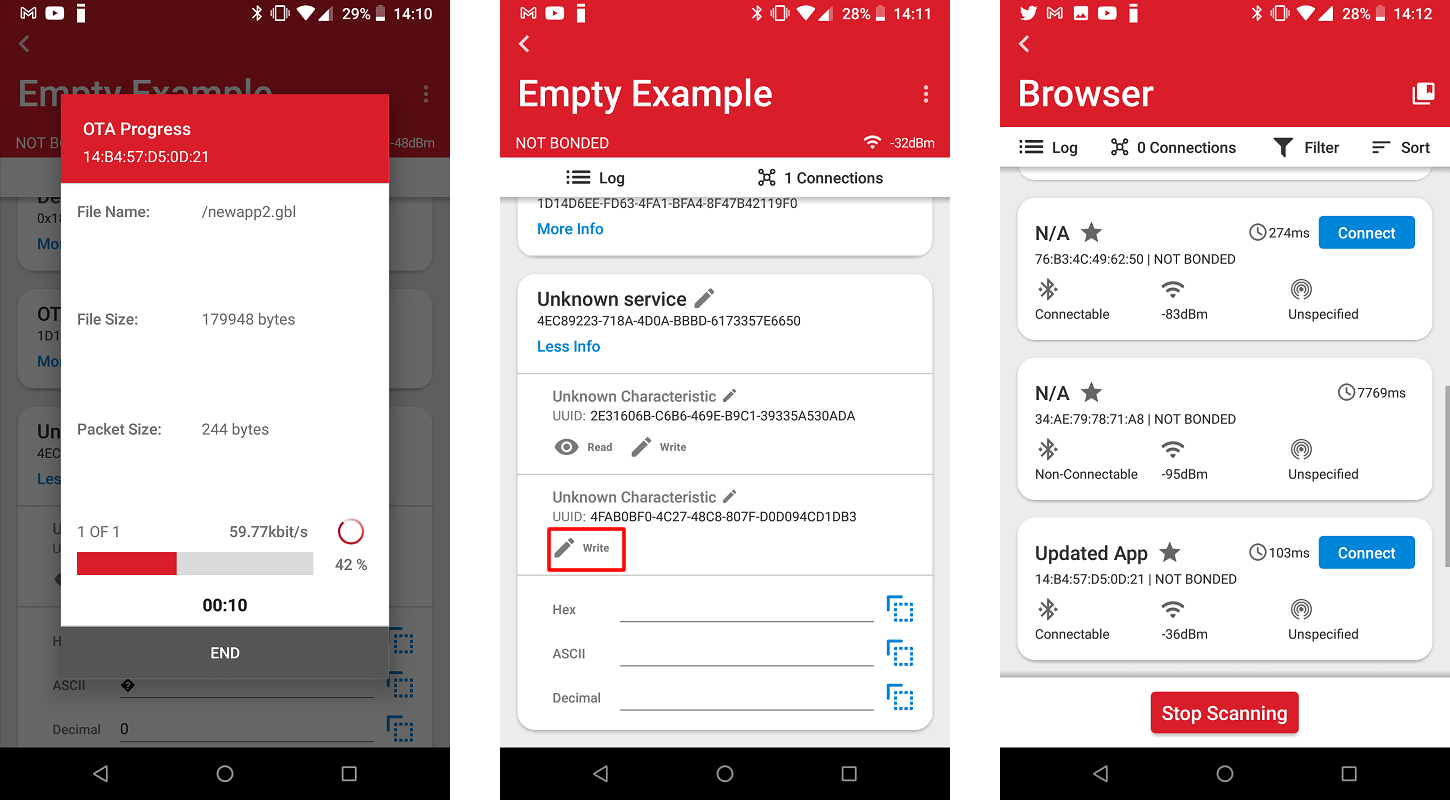 29% 14:10
Empty Example
NOT B
-48dBm
OTA Progress
14:B4:57:D5:0D:21
File Name: /newapp2.gbl
File Size: 179948 bytes
Packet Size: 244 bytes
1 OF 1 59.77kbit/s
42 %
00:10
END
De
0x18
Mo
OT
1D1
Mo
Un
4EC
Les
U
U
H
ASCII
Decimal 0
28% 14:11
Empty Example
NOT BONDED -32dBm
Log 1 Connections
1D14D6EE-FD63-4FA1-BFA4-8F47B42119F0
More Info
Unknown service
4EC89223-718A-4D0A-BBBD-6173357E6650
Less Info
Unknown Characteristic
UUID: 2E31606B-C6B6-469E-B9C1-39335A530ADA
Read Write
Unknown Characteristic
UUID: 4FAB0BF0-4C27-48C8-807F-D0D094CD1DB3
Write
Hex
ASCII
Decimal
28% 14:12
Browser
Log 0 Connections Filter Sort
N/A 274ms Connect
76:B3:4C:49:62:50 | NOT BONDED
Connectable -83dBm Unspecified
N/A 7769ms
34:AE:79:78:71:A8 | NOT BONDED
Non-Connectable -95dBm Unspecified
Updated App 103ms Connect
14:B4:57:D5:0D:21 | NOT BONDED
Connectable -36dBm Unspecified
Stop Scanning